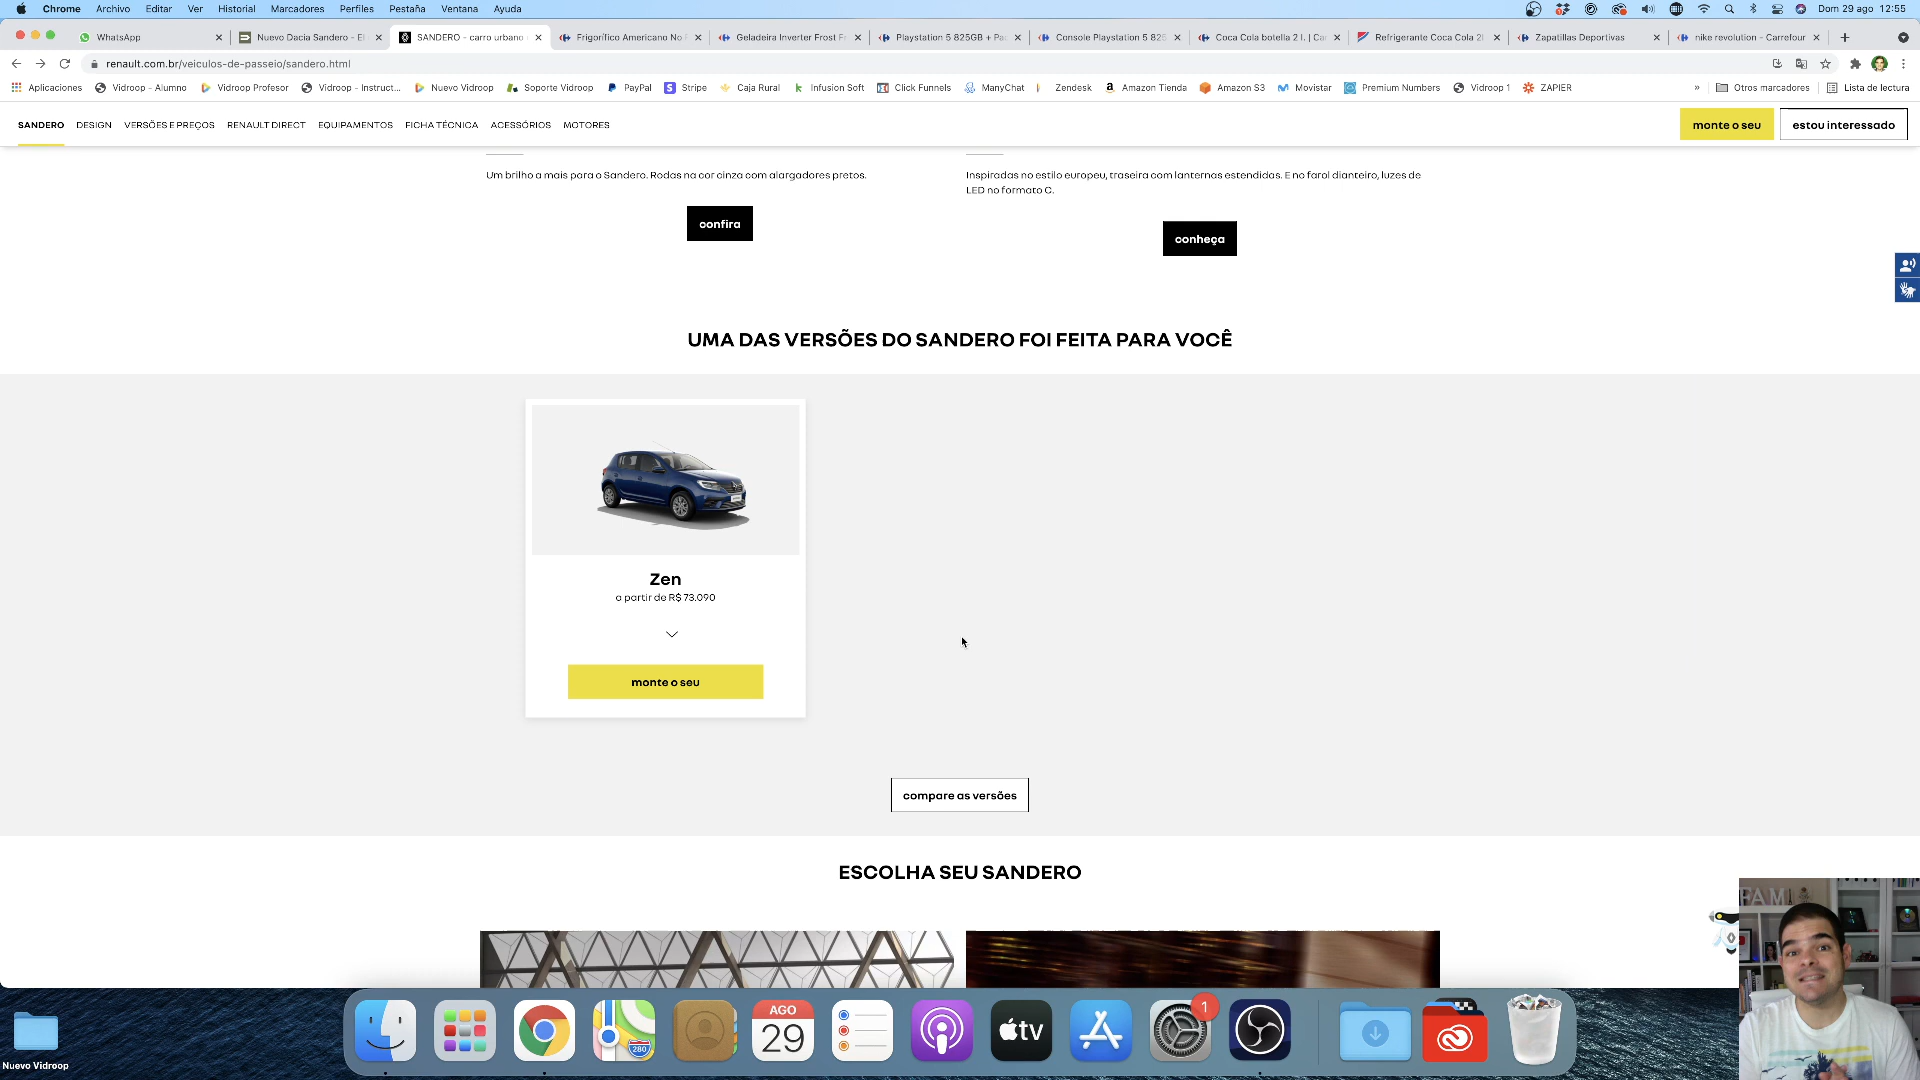 Chrome Archivo Editar Ver Historial Marcadores Perfiles Pestaña Ventana Ayuda Dom 29 ago 12:55
WhatsApp Nuevo Dacia Sandero - El SANDERO - carro urbano Frigorífico Americano No F Geladeira Inverter Frost F Playstation 5 825GB + Pac Console Playstation 5 825 Coca Cola botella 2 l. | Car Refrigerante Coca Cola 2l Zapatillas Deportivas nike revolution - Carrefour
renault.com.br/veiculos-de-passeio/sandero.html
Aplicaciones Vidroop - Alumno Vidroop Profesor Vidroop - Instruct... Nuevo Vidroop Soporte Vidroop PayPal Stripe Caja Rural Infusion Soft Click Funnels ManyChat Zendesk Amazon Tienda Amazon S3 Movistar Premium Numbers Vidroop 1 ZAPIER » Otros marcadores Lista de lectura
SANDERO DESIGN VERSÕES E PREÇOS RENAULT DIRECT EQUIPAMENTOS FICHA TÉCNICA ACESSÓRIOS MOTORES monte o seu estou interessado
Um brilho a mais para o Sandero. Rodas na cor cinza com alargadores pretos.
confira
Inspiradas no estilo europeu, traseira com lanternas estendidas. E no farol dianteiro, luzes de
LED no formato C.
conheça
UMA DAS VERSÕES DO SANDERO FOI FEITA PARA VOCÊ
Zen
a partir de R$ 73.090
monte o seu
compare as versões
ESCOLHA SEU SANDERO
FAM
AGO
29
280
tv
1
Nuevo Vidroop